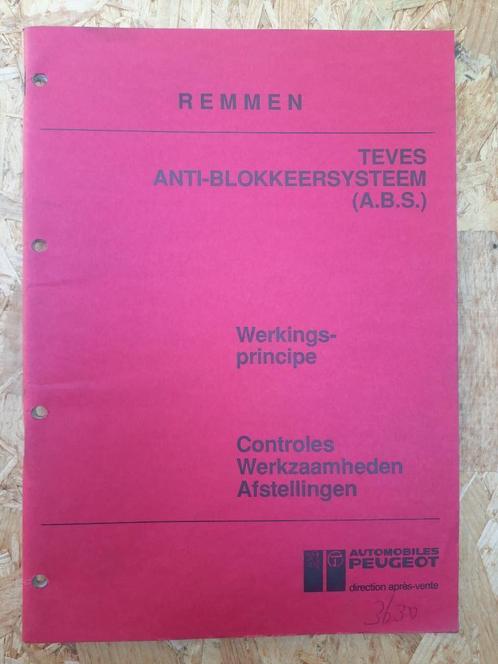 REMMEN
TEVES
ANTI-BLOKKEERSYSTEEM
(A.B.S.)
Werkings-
principe
Controles
Werkzaamheden
Afstellingen
AUTOMOBILES
PEUGEOT
direction après-vente
3630